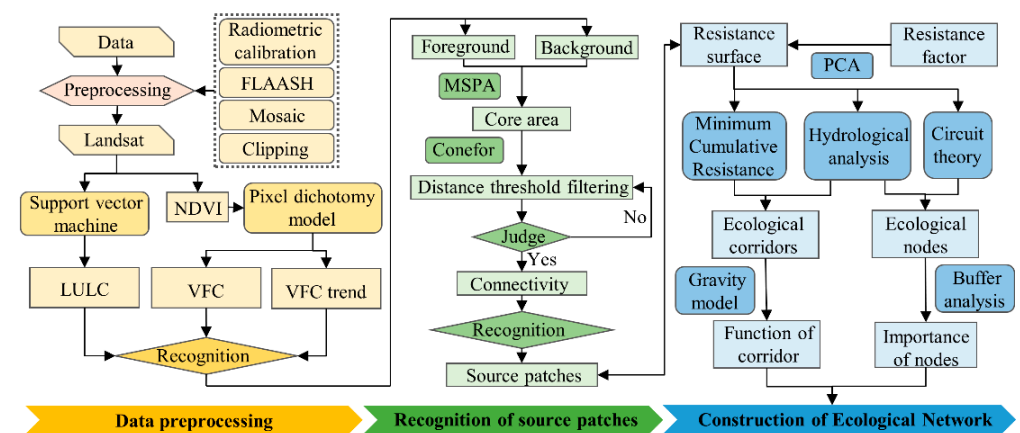 Data
Preprocessing
Landsat
Radiometric
calibration
FLAASH
Mosaic
Clipping
Support vector
machine
NDVI
Pixel dichotomy
model
LULC
VFC
VFC trend
Recognition
Data preprocessing
Foreground
Background
MSPA
Core area
Conefor
Distance threshold filtering
No
Judge
Yes
Connectivity
Recognition
Source patches
Recognition of source patches
Resistance
surface
Resistance
factor
PCA
Minimum
Cumulative
Resistance
Hydrological
analysis
Circuit
theory
Ecological
corridors
Ecological
nodes
Gravity
model
Buffer
analysis
Function of
corridor
Importance
of nodes
Construction of Ecological Network